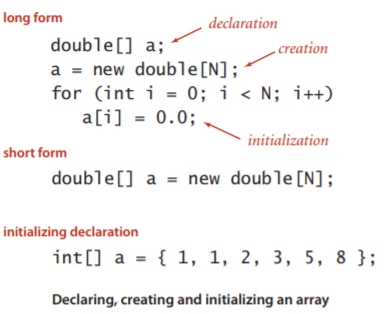 long form
declaration
double[] a;
creation
a = new double[N];
for (int i = 0; i < N; i++)
a[i] = 0.0;
initialization
short form
double[] a = new double[N];
initializing declaration
int[] a = { 1, 1, 2, 3, 5, 8 };
Declaring, creating and initializing an array